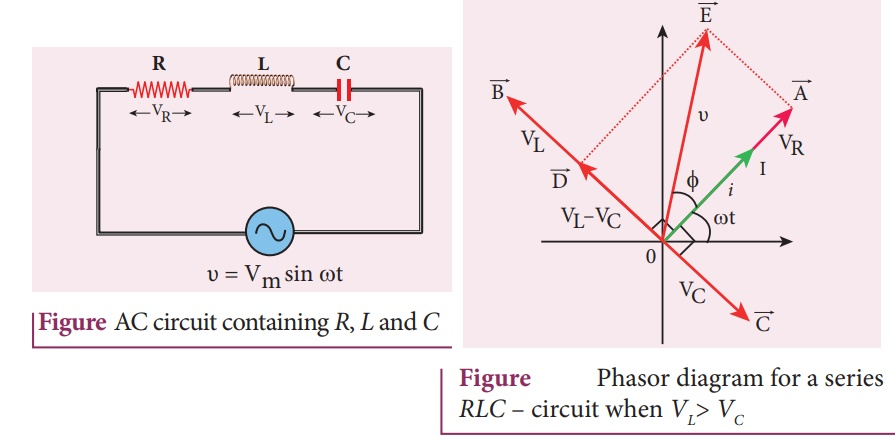 R L C
←V_R→ ←V_L→ ←V_C→
υ = V_m sin ωt
Figure AC circuit containing R, L and C
E
B
A
V_L
υ
V_R
D
I
ϕ
i
V_L–V_C
ωt
0
V_C
C
Figure Phasor diagram for a series
RLC – circuit when V_L> V_C